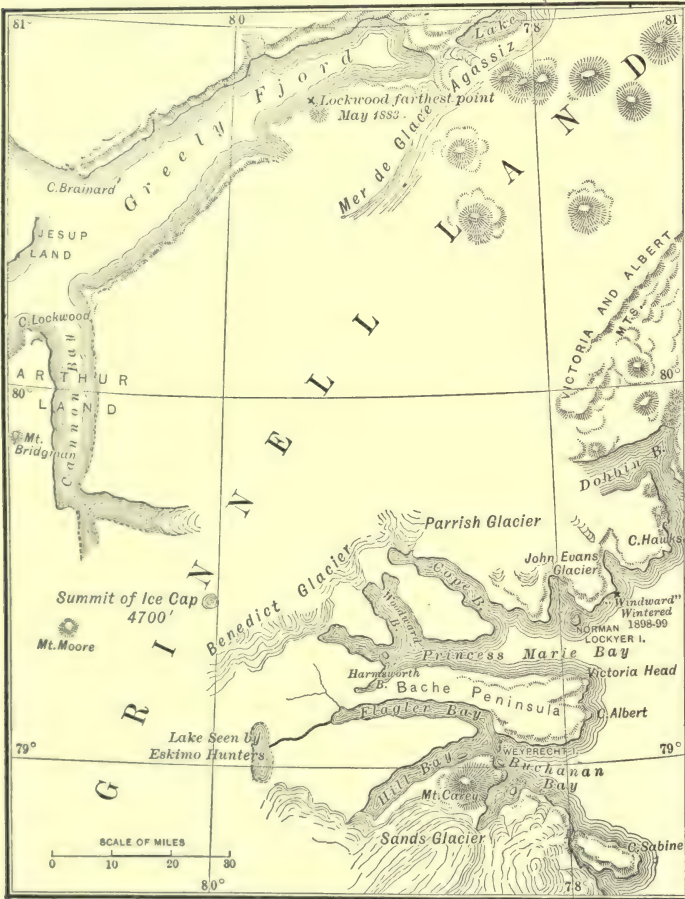 81°
80
Lake
78
81
Greely Fjord
Agassiz
× Lockwood farthest point
May 1883.
Mer de Glace
C. Brainard
JESUP
LAND
GRINNELL LAND
VICTORIA AND ALBERT
MTS.
C. Lockwood
Cannon Bay
ARTHUR
LAND
80°
80°
Mt.
Bridgman
Dobbin B.
Parrish Glacier
C. Hawks
John Evans
Glacier
Cope B.
Benedict Glacier
Windward"
Wintered
1898-99
Summit of Ice Cap
4700'
Woodward B.
NORMAN
LOCKYER I.
Mt. Moore
Princess Marie Bay
Victoria Head
Harmsworth
B.
Bache Peninsula
Flagler Bay
C. Albert
Lake Seen by
Eskimo Hunters
79°
WEYPRECHT I.
79°
Buchanan
Bay
Hill Bay
Mt. Carey
Sands Glacier
C. Sabine
SCALE OF MILES
0 10 20 30
80°
78